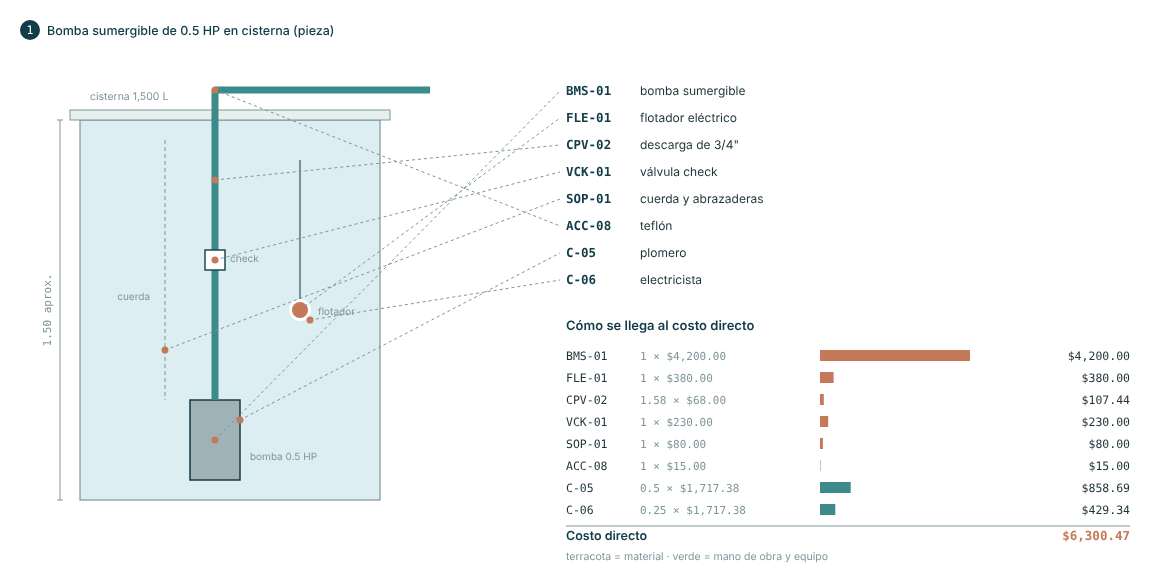 1 Bomba sumergible de 0.5 HP en cisterna (pieza)
cisterna 1,500 L
check
cuerda
flotador
1.50 aprox.
bomba 0.5 HP
BMS-01 bomba sumergible
FLE-01 flotador eléctrico
CPV-02 descarga de 3/4"
VCK-01 válvula check
SOP-01 cuerda y abrazaderas
ACC-08 teflón
C-05 plomero
C-06 electricista
Cómo se llega al costo directo
BMS-01 1 × $4,200.00 $4,200.00
FLE-01 1 × $380.00 $380.00
CPV-02 1.58 × $68.00 $107.44
VCK-01 1 × $230.00 $230.00
SOP-01 1 × $80.00 $80.00
ACC-08 1 × $15.00 $15.00
C-05 0.5 × $1,717.38 $858.69
C-06 0.25 × $1,717.38 $429.34
Costo directo $6,300.47
terracota = material · verde = mano de obra y equipo